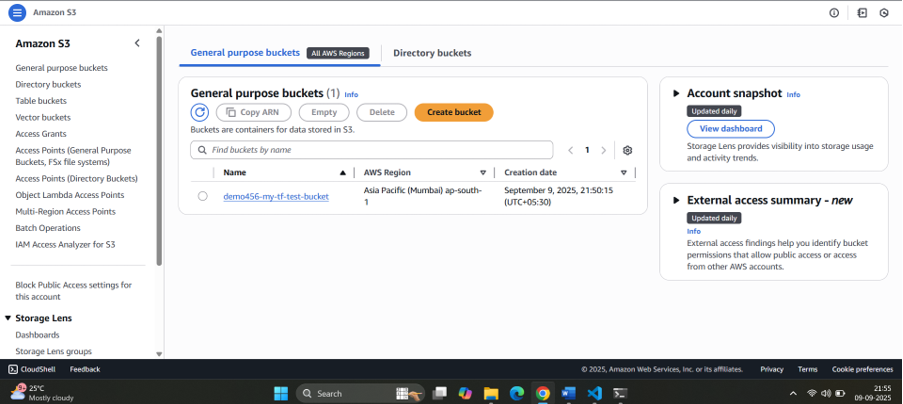 Amazon S3
Amazon S3
General purpose buckets
Directory buckets
Table buckets
Vector buckets
Access Grants
Access Points (General Purpose
Buckets, FSx file systems)
Access Points (Directory Buckets)
Object Lambda Access Points
Multi-Region Access Points
Batch Operations
IAM Access Analyzer for S3
Block Public Access settings for
this account
Storage Lens
Dashboards
Storage Lens groups
General purpose buckets All AWS Regions Directory buckets
General purpose buckets (1) Info
Copy ARN Empty Delete Create bucket
Buckets are containers for data stored in S3.
Find buckets by name 1
Name AWS Region Creation date
demo456-my-tf-test-bucket Asia Pacific (Mumbai) ap-south-1 September 9, 2025, 21:50:15 (UTC+05:30)
Account snapshot Info
Updated daily
View dashboard
Storage Lens provides visibility into storage usage
and activity trends.
External access summary - new
Updated daily
Info
External access findings help you identify bucket
permissions that allow public access or access
from other AWS accounts.
CloudShell Feedback © 2025, Amazon Web Services, Inc. or its affiliates. Privacy Terms Cookie preferences
25°C
Mostly cloudy
Search
21:55
09-09-2025